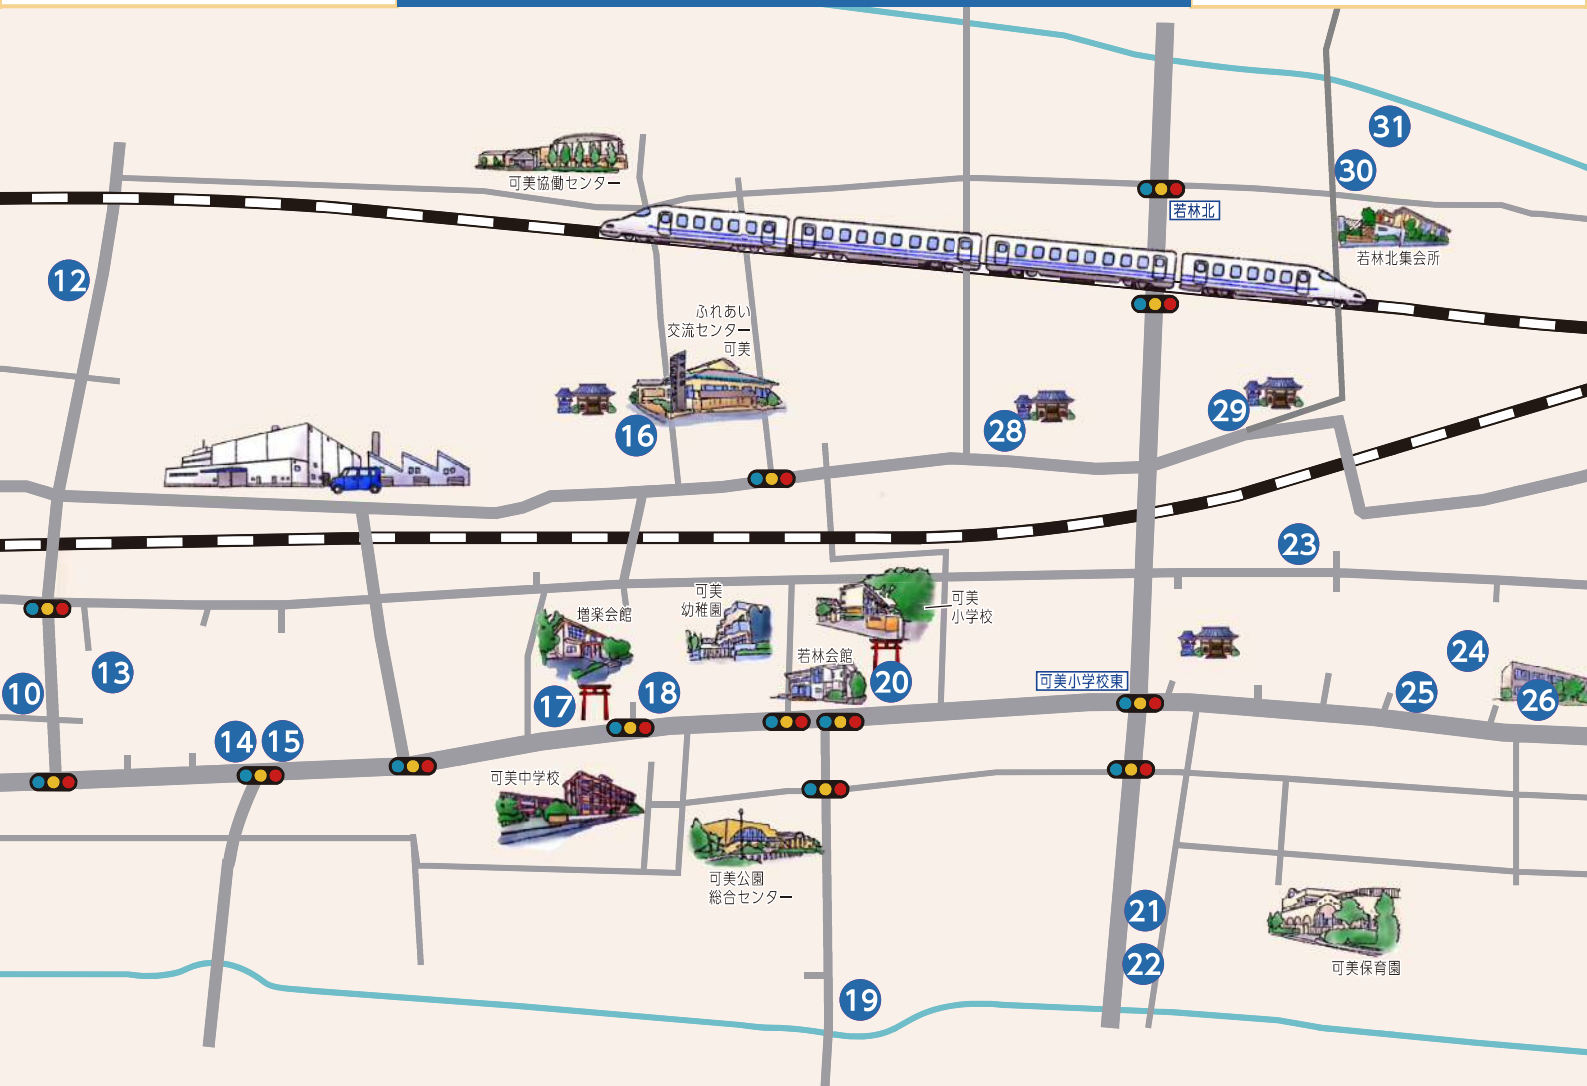 31
30
可美協働センター
若林北
若林北集会所
12
ふれあい
交流センター
可美
16
28
29
23
増楽会館
可美
幼稚園
可美
小学校
若林会館
10
13
17
18
20
可美小学校東
24
25
26
14
15
可美中学校
可美公園
総合センター
21
22
可美保育園
19